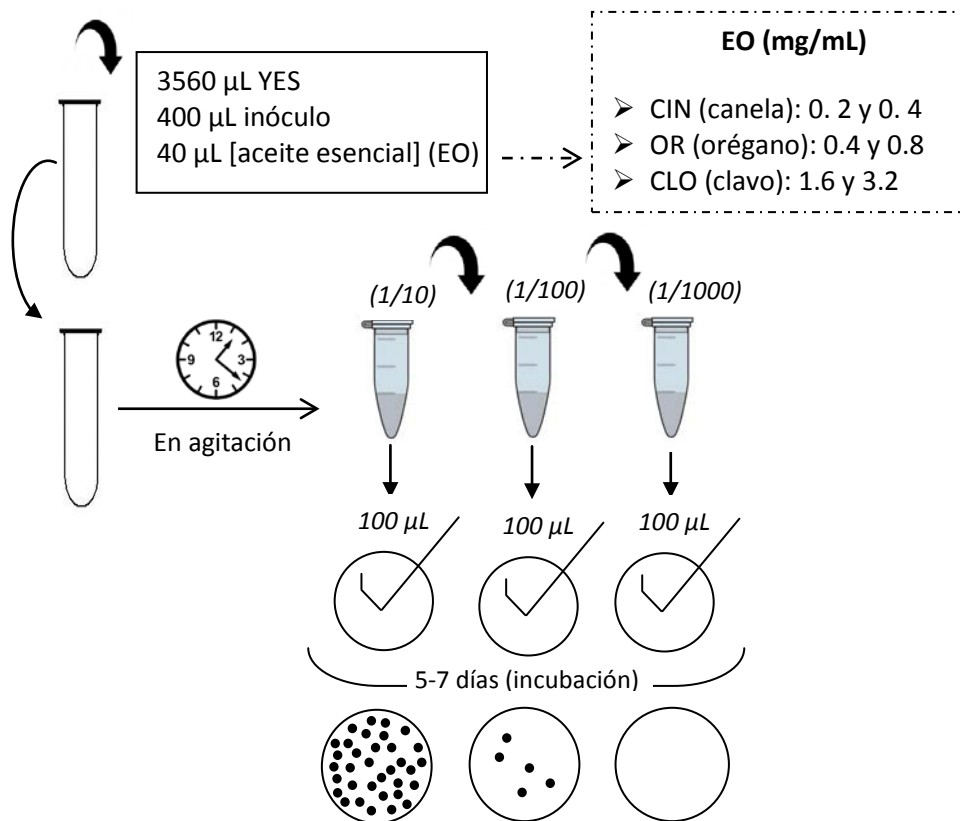 3560 µL YES
400 µL inóculo
40 µL [aceite esencial] (EO)
EO (mg/mL)
➢ CIN (canela): 0. 2 y 0. 4
➢ OR (orégano): 0.4 y 0.8
➢ CLO (clavo): 1.6 y 3.2
(1/10)
(1/100)
(1/1000)
12
3
6
9
En agitación
100 µL
100 µL
100 µL
5-7 días (incubación)